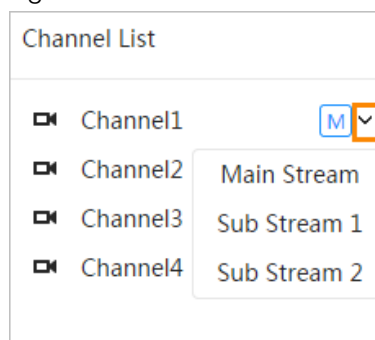 Channel List
Channel1 M
Channel2
Main Stream
Channel3
Sub Stream 1
Channel4
Sub Stream 2